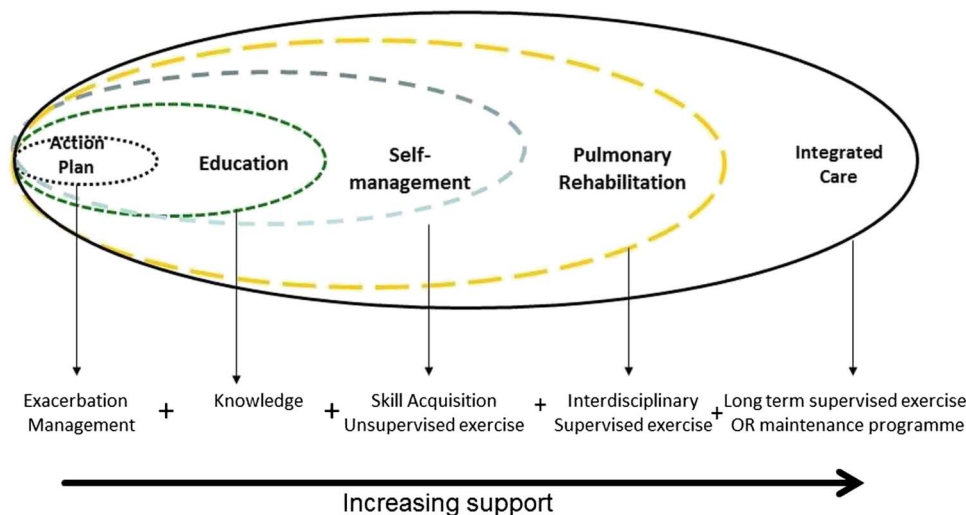 Action
Plan
Education
Self-
management
Pulmonary
Rehabilitation
Integrated
Care
Exacerbation
Management
+
Knowledge
+
Skill Acquisition
Unsupervised exercise
+
Interdisciplinary
Supervised exercise
+
Long term supervised exercise
OR maintenance programme
Increasing support